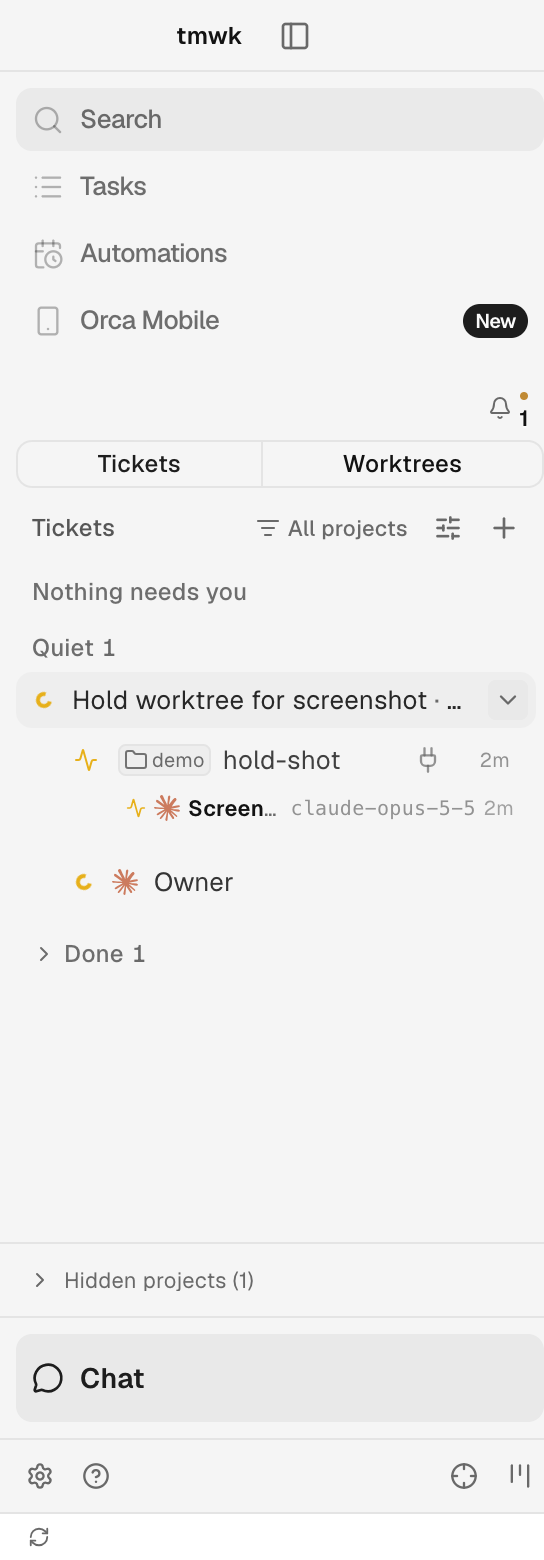 tmwk
Search
Tasks
Automations
Orca Mobile New
1
Tickets Worktrees
Tickets All projects
Nothing needs you
Quiet 1
Hold worktree for screenshot · ...
demo hold-shot 2m
Screen... claude-opus-5-5 2m
Owner
Done 1
Hidden projects (1)
Chat